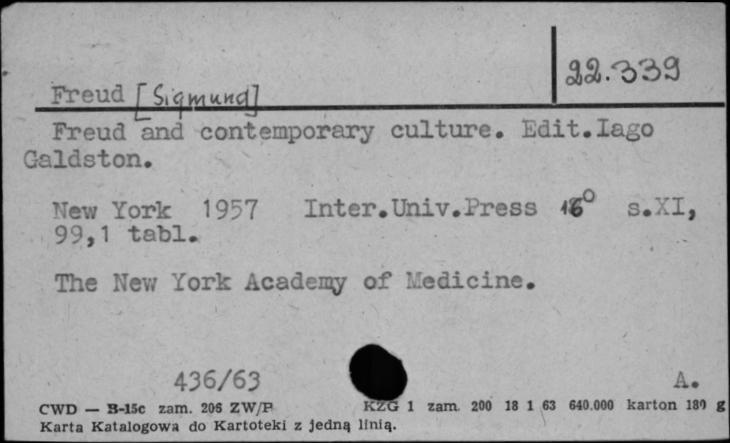 22.339
Freud [Sigmund]
Freud and contemporary culture. Edit.Iago
Galdston.
New York 1957 Inter.Univ.Press 16° s.XI,
99,1 tabl.
The New York Academy of Medicine.
436/63 A.
CWD — B-15c zam. 206 ZW/P KZG 1 zam. 200 18 1 63 640.000 karton 180 g
Karta Katalogowa do Kartoteki z jedną linią.